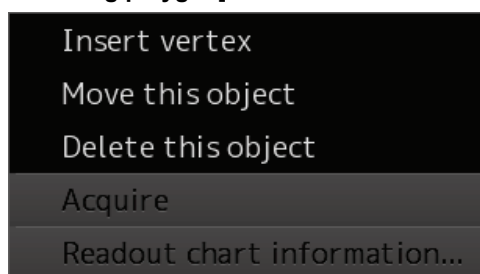 Insert vertex
Move this object
Delete this object
Acquire
Readout chart information...